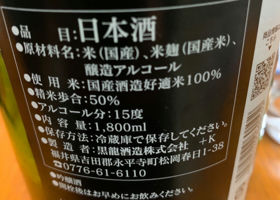 ●品目:日本酒
●原材料名:米(国産)、米麹(国産米)、
醸造アルコール
●使用米:国産酒造好適米100%
●精米歩合:50%
●アルコール分:15度
●内容量:1,800ml
●保存方法:冷蔵庫で保存してください。
●製造者:黒龍酒造株式会社 +K
福井県吉田郡永平寺町松岡春日1-38
●☎0776-61-6110
●吟醸酒
●開栓後はお早めにお飲みください。